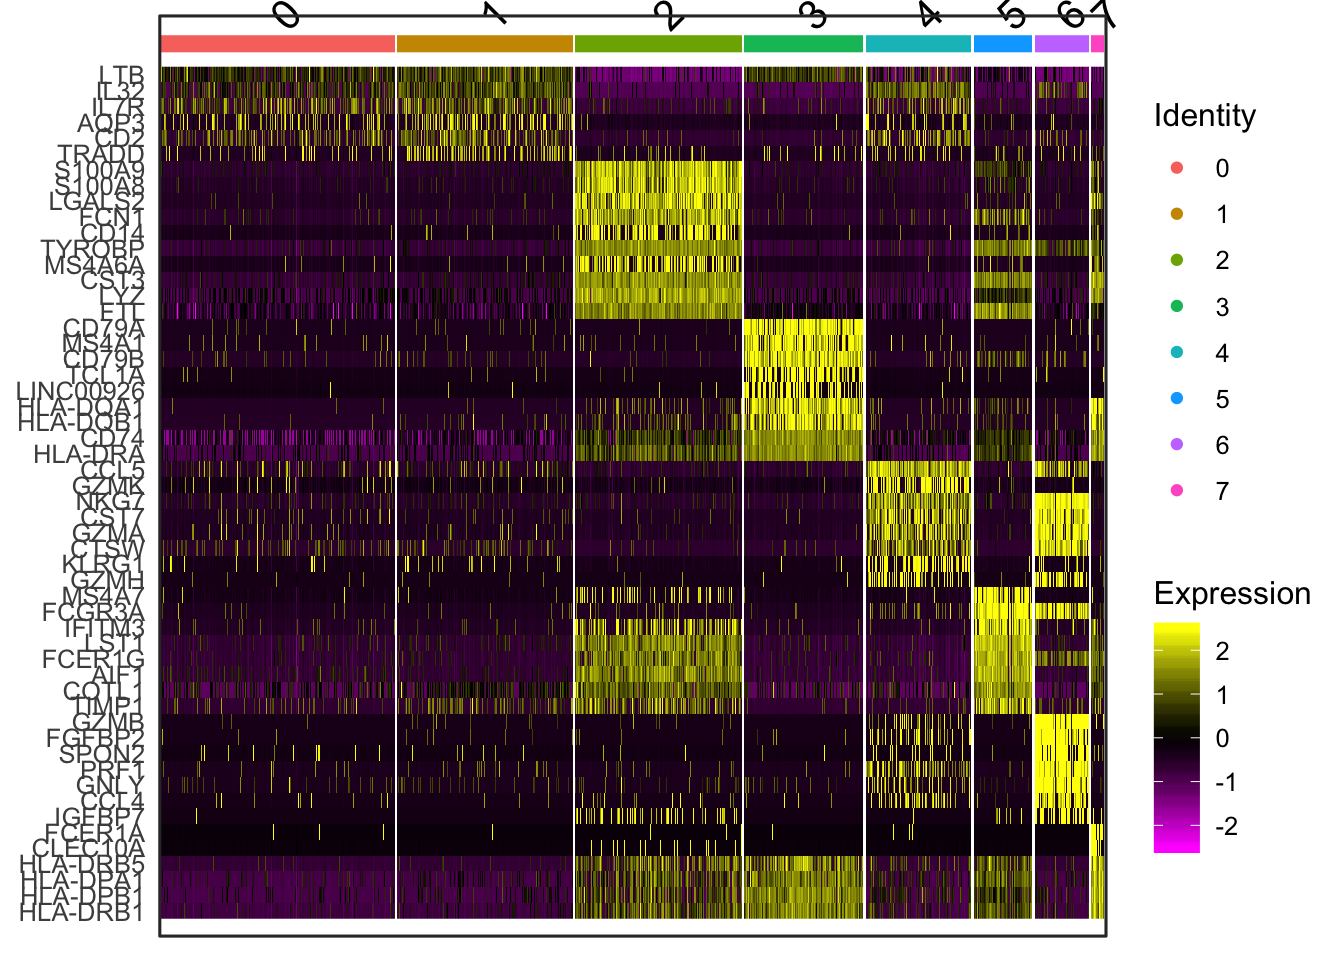 0 1 2 3 4 5 6 7
LTB
IL32
IL7R
AQP3
CD2
TRADD
S100A9
S100A8
LGALS2
FCN1
CD14
TYROBP
MS4A6A
CST3
LYZ
FTL
CD79A
MS4A1
CD79B
TCL1A
LINC00926
HLA-DQA1
HLA-DQB1
CD74
HLA-DRA
CCL5
GZMK
NKG7
CST7
GZMA
CTSW
KLRG1
GZMH
MS4A7
FCGR3A
IFITM3
LST1
FCER1G
AIF1
COTL1
TIMP1
GZMB
FGFBP2
SPON2
PRF1
GNLY
CCL4
IGFBP7
FCER1A
CLEC10A
HLA-DRB5
HLA-DPA1
HLA-DPB1
HLA-DRB1
Identity
0
1
2
3
4
5
6
7
Expression
2
1
0
-1
-2